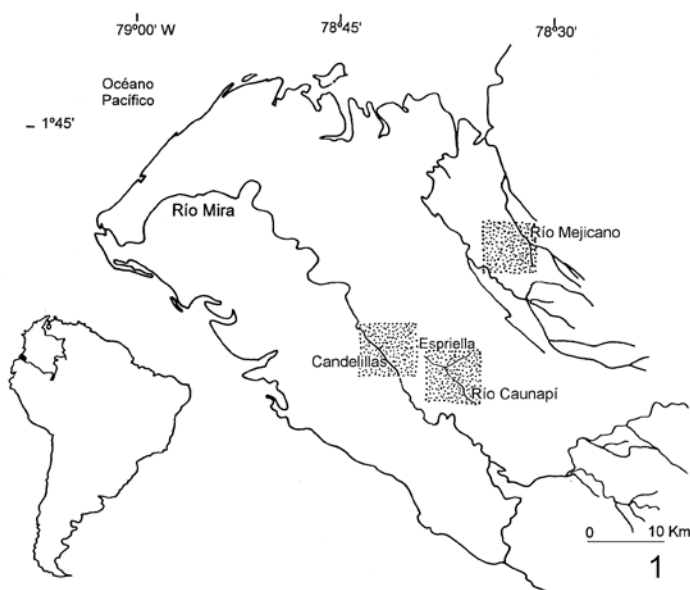 79º00' W
78º45'
78º30'
Océano
Pacífico
1º45'
Río Mira
Río Mejicano
Espriella
Candelillas
Río Caunapí
0 10 Km
1